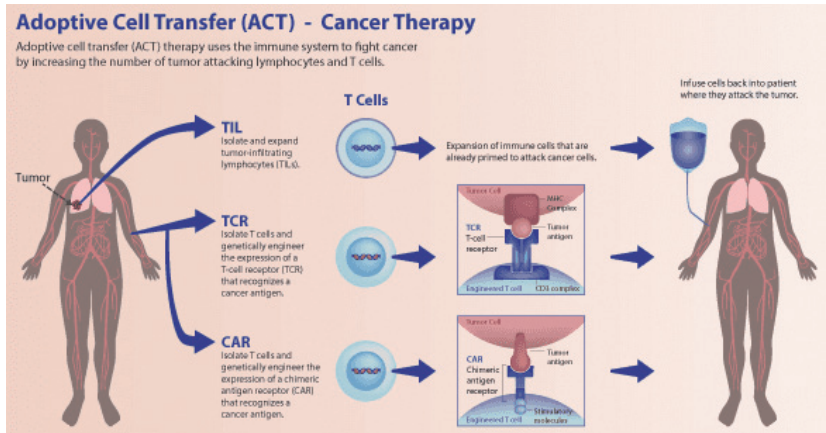 Adoptive Cell Transfer (ACT) - Cancer Therapy
Adoptive cell transfer (ACT) therapy uses the immune system to fight cancer
by increasing the number of tumor attacking lymphocytes and T cells.
Tumor
TIL
Isolate and expand
tumor-infiltrating
lymphocytes (TILs).
T Cells
Expansion of immune cells that are
already primed to attack cancer cells.
Infuse cells back into patient
where they attack the tumor.
TCR
Isolate T cells and
genetically engineer
the expression of a
T-cell receptor (TCR)
that recognizes a
cancer antigen.
Tumor Cell
MHC
Complex
TCR
T-cell
receptor
Tumor
antigen
Engineered T cell
CD3 complex
CAR
Isolate T cells and
genetically engineer the
expression of a chimeric
antigen receptor (CAR)
that recognizes a
cancer antigen.
Tumor Cell
Tumor
antigen
CAR
Chimeric
antigen
receptor
Stimulatory
molecules
Engineered T cell